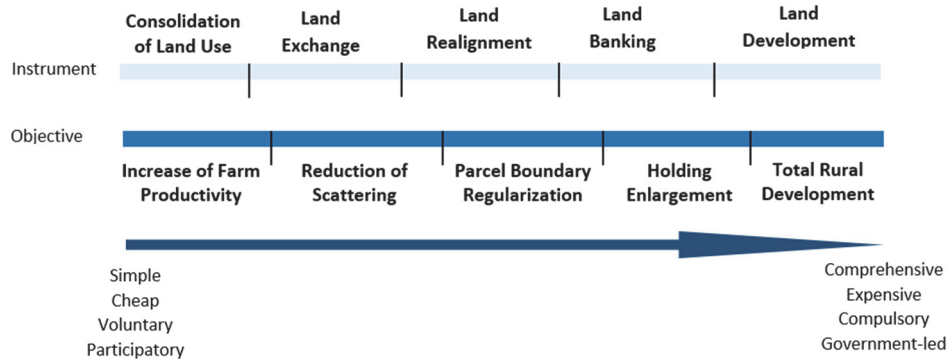 Consolidation
of Land Use
Land
Exchange
Land
Realignment
Land
Banking
Land
Development
Instrument
Objective
Increase of Farm
Productivity
Reduction of
Scattering
Parcel Boundary
Regularization
Holding
Enlargement
Total Rural
Development
Simple
Cheap
Voluntary
Participatory
Comprehensive
Expensive
Compulsory
Government-led